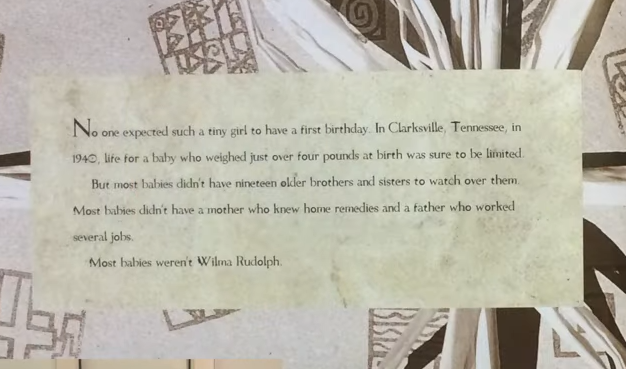 No one expected such a tiny girl to have a first birthday. In Clarksville, Tennessee, in
1940, life for a baby who weighed just over four pounds at birth was sure to be limited.
But most babies didn't have nineteen older brothers and sisters to watch over them.
Most babies didn't have a mother who knew home remedies and a father who worked
several jobs.
Most babies weren't Wilma Rudolph.